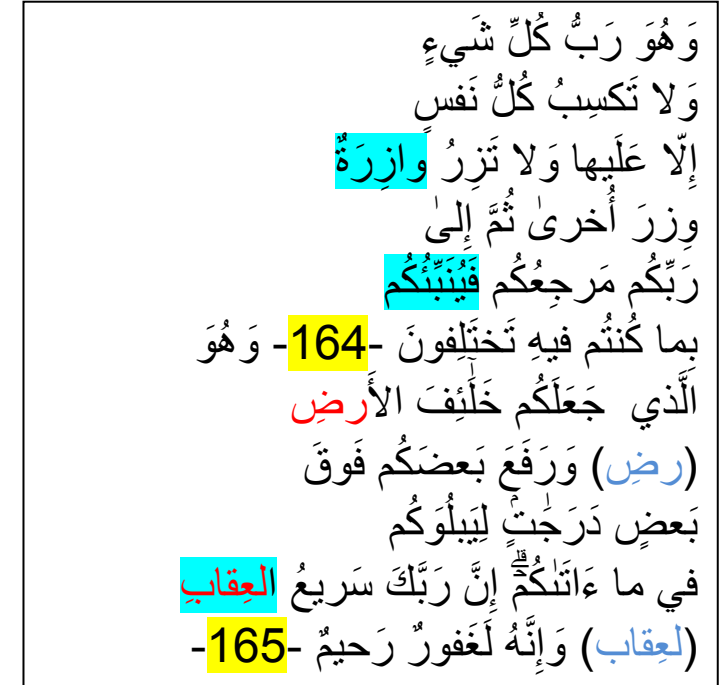 وَهُوَ رَبُّ كُلِّ شَيءٍ
وَلا تَكسِبُ كُلُّ نَفسٍ
إِلّا عَلَيها وَلا تَزِرُ وازِرَةٌ
وِزرَ أُخرىٰ ثُمَّ إِلىٰ
رَبِّكُم مَرجِعُكُم فَيُنَبِّئُكُم
بِما كُنتُم فيهِ تَختَلِفونَ -164- وَهُوَ
الَّذي جَعَلَكُم خَلَٰٓئِفَ الأَرضِ
(رضِ) وَرَفَعَ بَعضَكُم فَوقَ
بَعضٍ دَرَجَٰتٍۢ لِيَبلُوَكُم
في ما ءَاتَىٰكُمۡۗ إِنَّ رَبَّكَ سَريعُ العِقابِ
(لعِقاب) وَإِنَّهُ لَغَفورٌ رَحيمٌ -165-